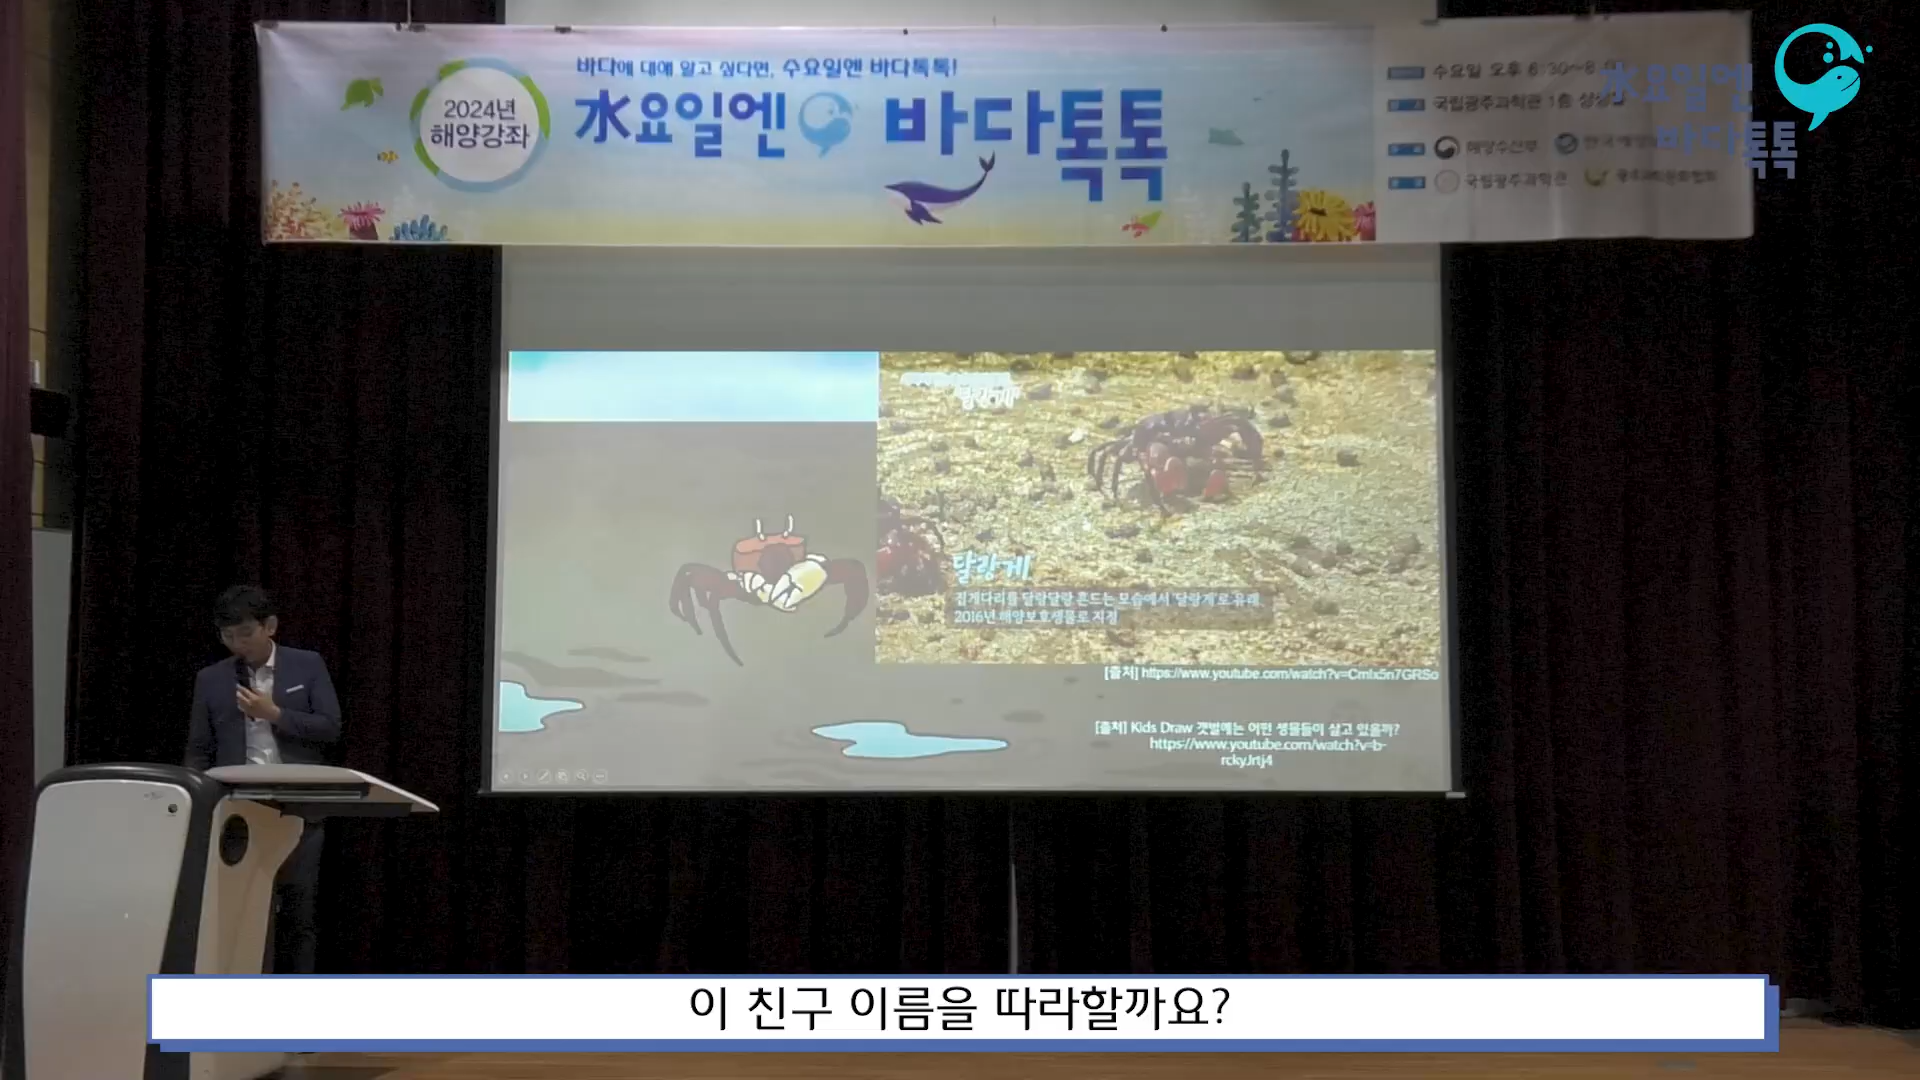 바다에 대해 알고 싶다면, 수요일엔 바다톡톡!
2024년
해양강좌
水요일엔 바다톡톡
수요일 오후 6:30~8
국립광주과학관 1층
해양수산부
국립광주과학관
水요일엔
바다톡톡
달랑게
달랑게
집게다리를 달랑달랑 흔드는 모습에서 '달랑게'로 유래
2016년 해양보호생물로 지정
[출처] https://www.youtube.com/watch?v=Cmlx5n7GRSo
[출처] Kids Draw 갯벌에는 어떤 생물들이 살고 있을까?
https://www.youtube.com/watch?v=b-
rckyJrtj4
이 친구 이름을 따라할까요?